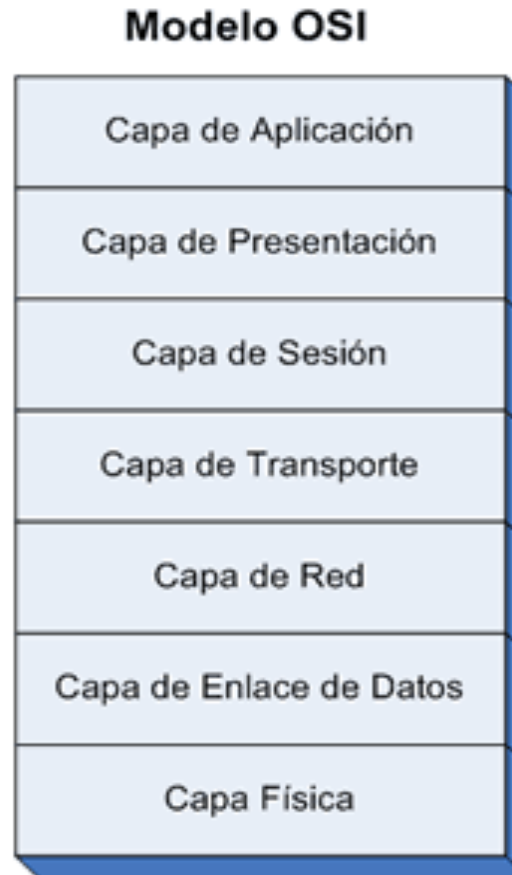 Modelo OSI
Capa de Aplicación
Capa de Presentación
Capa de Sesión
Capa de Transporte
Capa de Red
Capa de Enlace de Datos
Capa Física